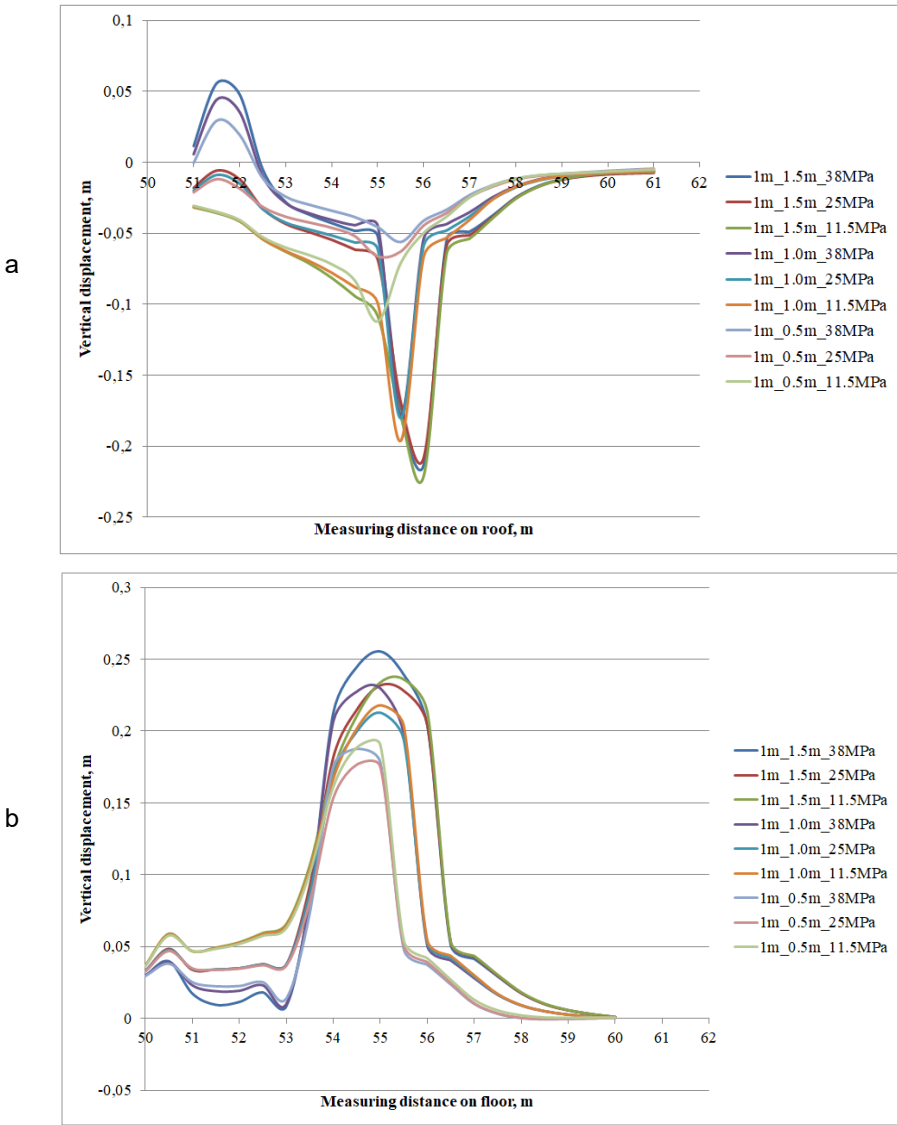 a
0,1
0,05
0
-0,05
-0,1
-0,15
-0,2
-0,25
50 51 52 53 54 55 56 57 58 59 60 61 62
Vertical displacement, m
Measuring distance on roof, m
1m_1.5m_38MPa
1m_1.5m_25MPa
1m_1.5m_11.5MPa
1m_1.0m_38MPa
1m_1.0m_25MPa
1m_1.0m_11.5MPa
1m_0.5m_38MPa
1m_0.5m_25MPa
1m_0.5m_11.5MPa
b
0,3
0,25
0,2
0,15
0,1
0,05
0
-0,05
50 51 52 53 54 55 56 57 58 59 60 61 62
Vertical displacement, m
Measuring distance on floor, m
1m_1.5m_38MPa
1m_1.5m_25MPa
1m_1.5m_11.5MPa
1m_1.0m_38MPa
1m_1.0m_25MPa
1m_1.0m_11.5MPa
1m_0.5m_38MPa
1m_0.5m_25MPa
1m_0.5m_11.5MPa